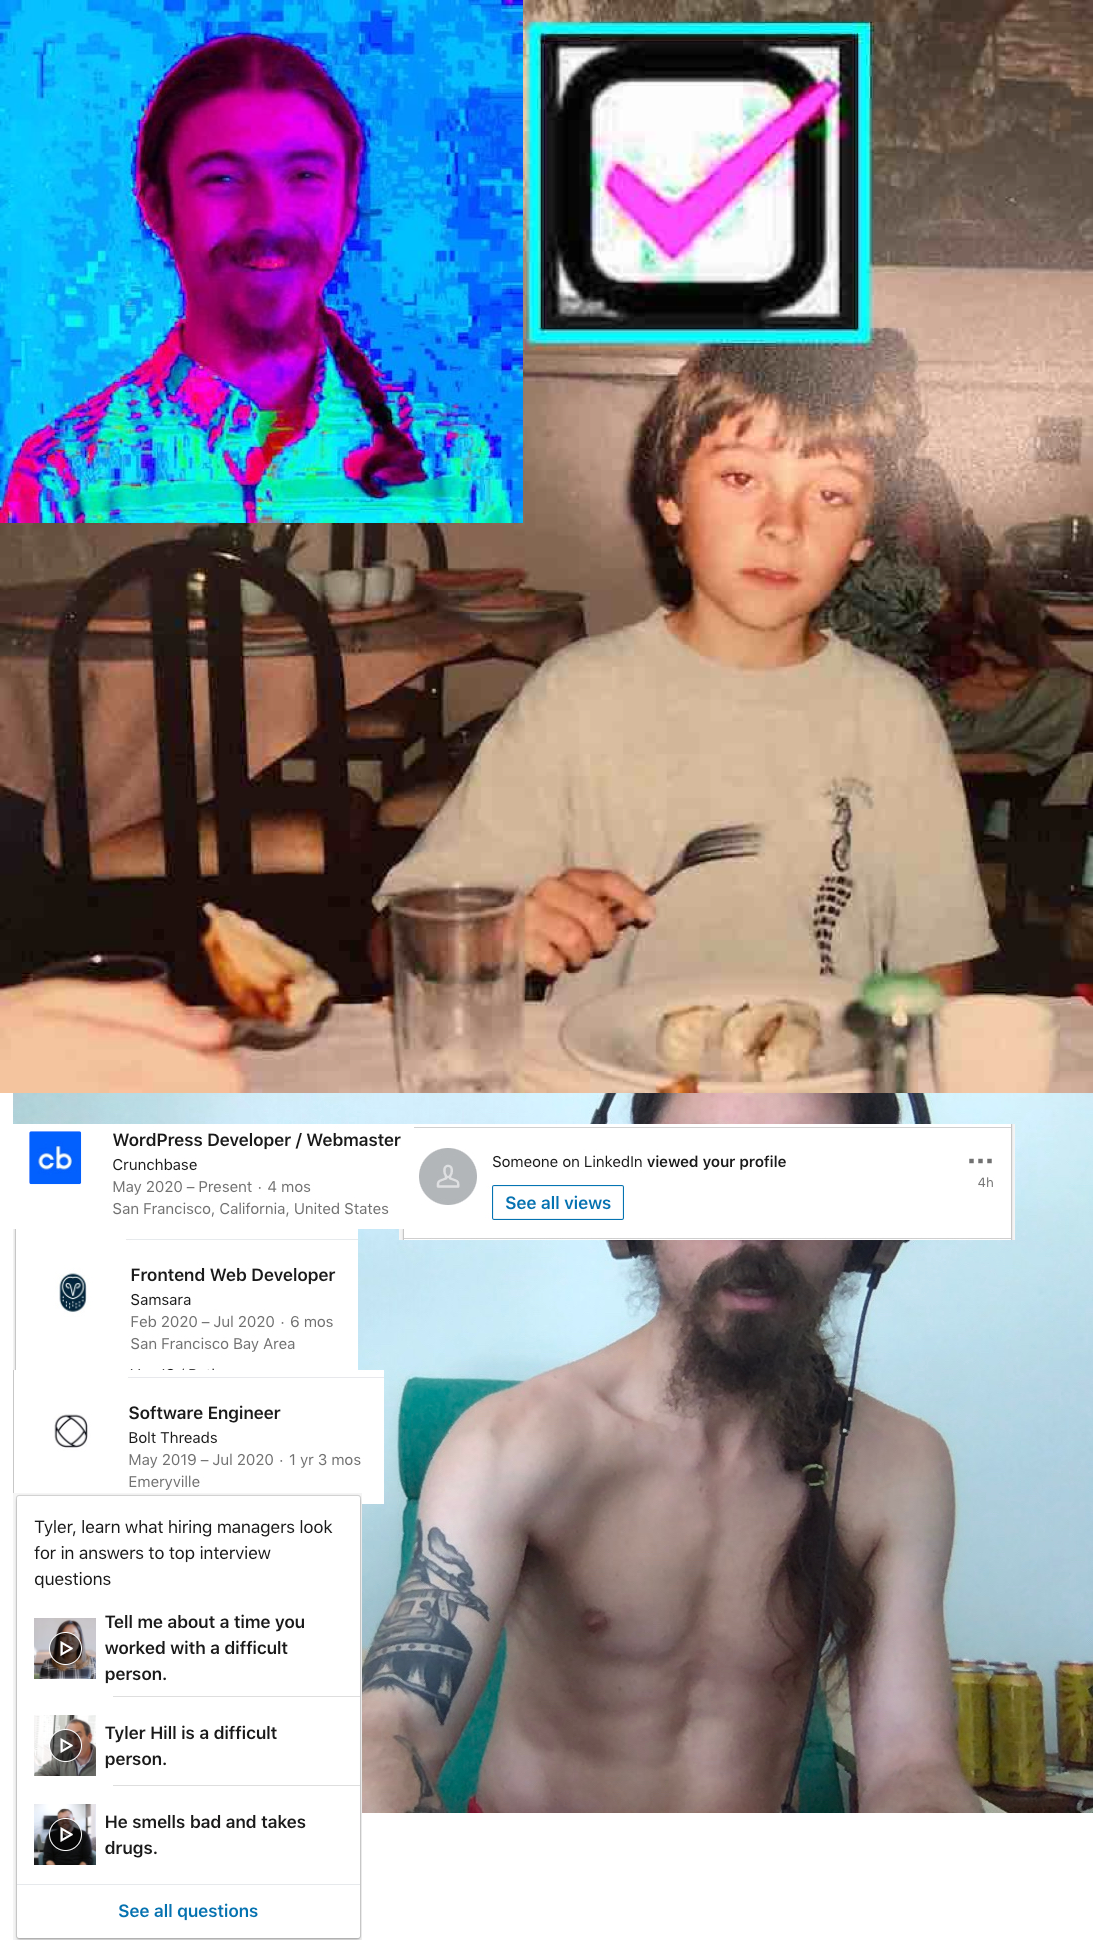 cb
WordPress Developer / Webmaster
Crunchbase
May 2020 – Present · 4 mos
San Francisco, California, United States
Someone on LinkedIn viewed your profile
4h
See all views
Frontend Web Developer
Samsara
Feb 2020 – Jul 2020 · 6 mos
San Francisco Bay Area
Software Engineer
Bolt Threads
May 2019 – Jul 2020 · 1 yr 3 mos
Emeryville
Tyler, learn what hiring managers look
for in answers to top interview
questions
Tell me about a time you
worked with a difficult
person.
Tyler Hill is a difficult
person.
He smells bad and takes
drugs.
See all questions